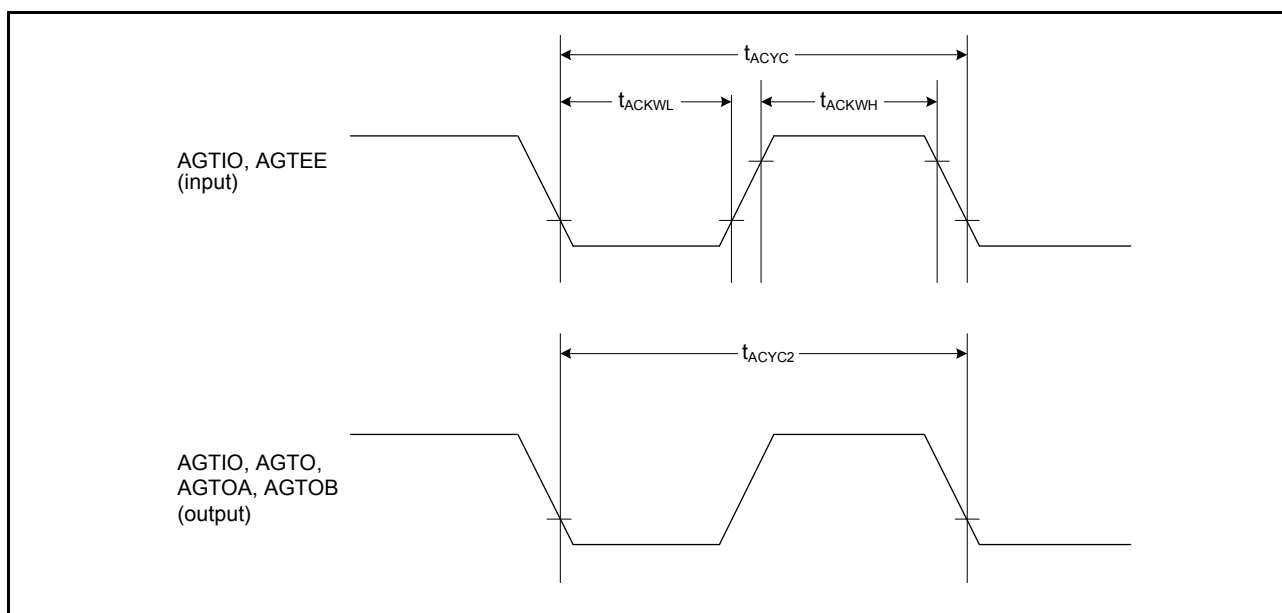 tACYC
tACKWL
tACKWH
AGTIO, AGTEE
(input)
tACYC2
AGTIO, AGTO,
AGTOA, AGTOB
(output)